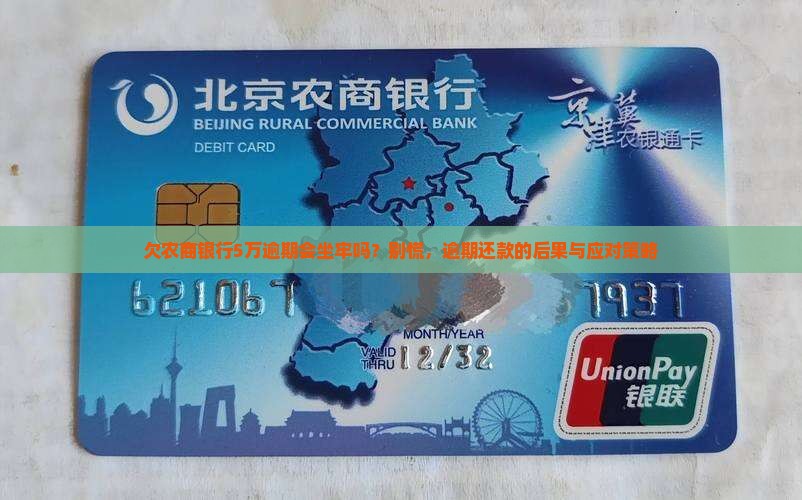 北京农商银行
BEIJING RURAL COMMERCIAL BANK
DEBIT CARD
京津冀
农银通卡
欠农商银行5万逾期会坐牢吗？别慌，逾期还款的后果与应对策略
621067
7937
MONTH/YEAR
VALID
THRU 12/32
UnionPay
银联